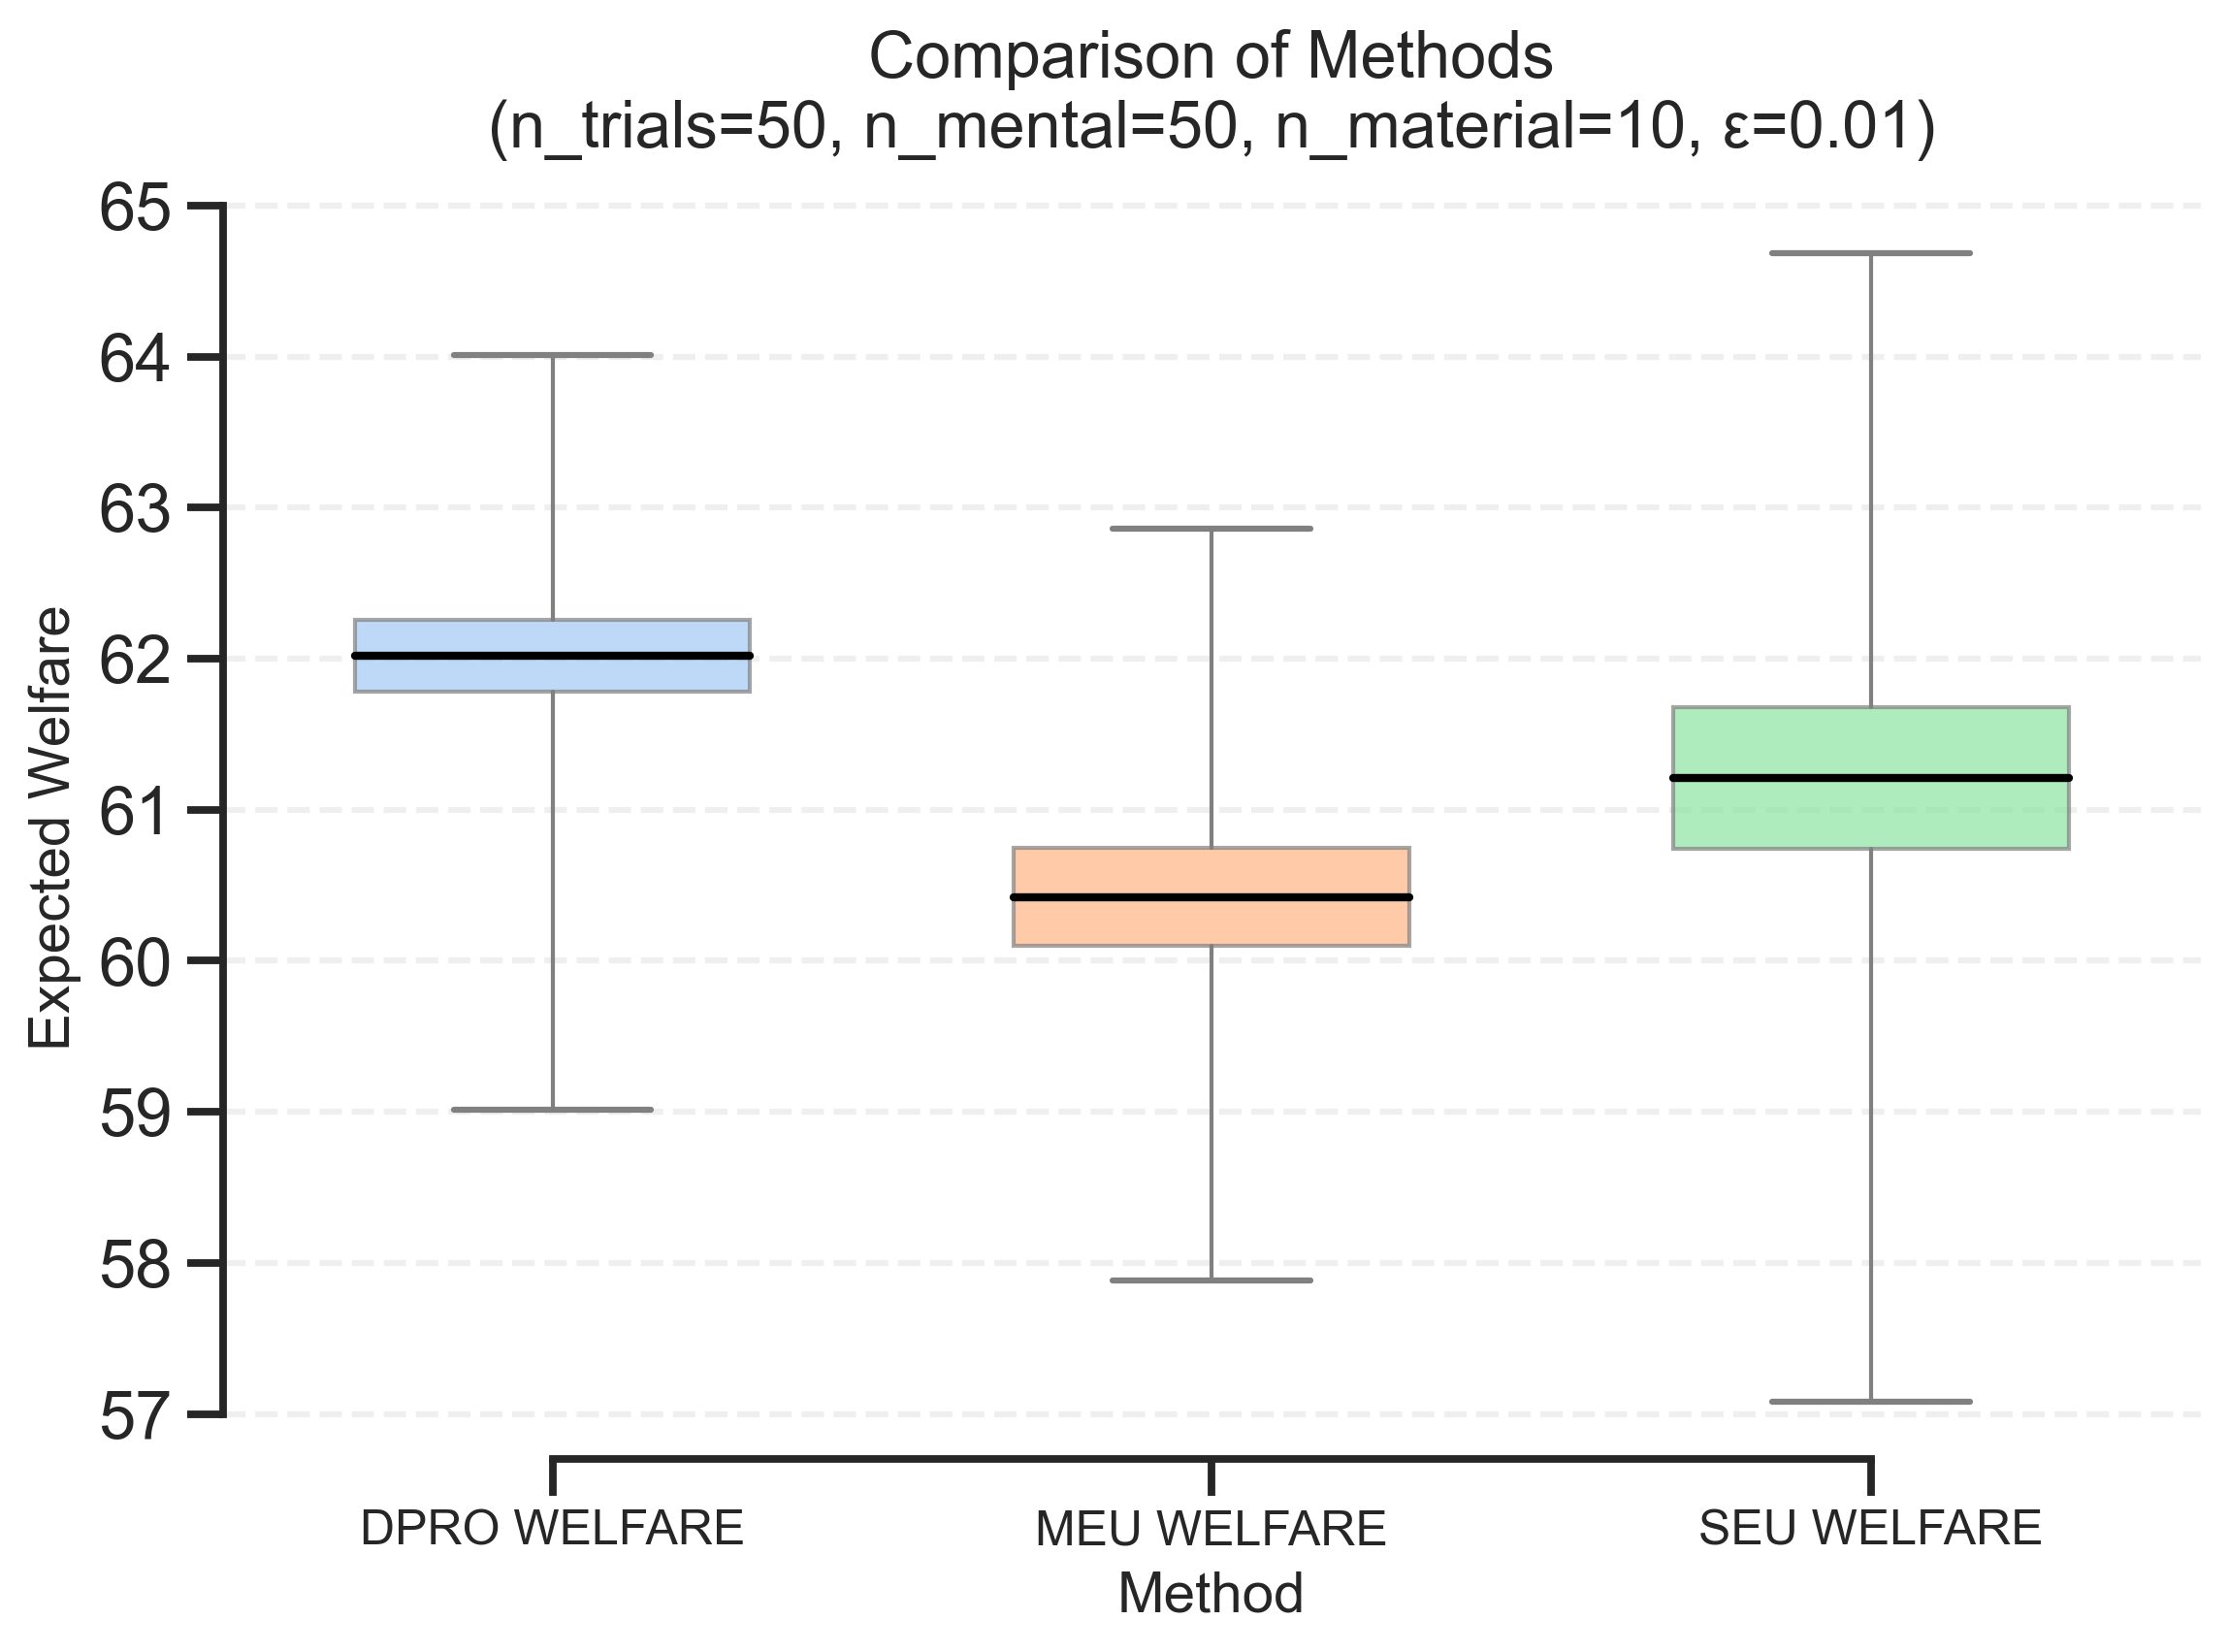 Comparison of Methods
(n_trials=50, n_mental=50, n_material=10, ε=0.01)
Expected Welfare
65
64
63
62
61
60
59
58
57
DPRO WELFARE
MEU WELFARE
SEU WELFARE
Method